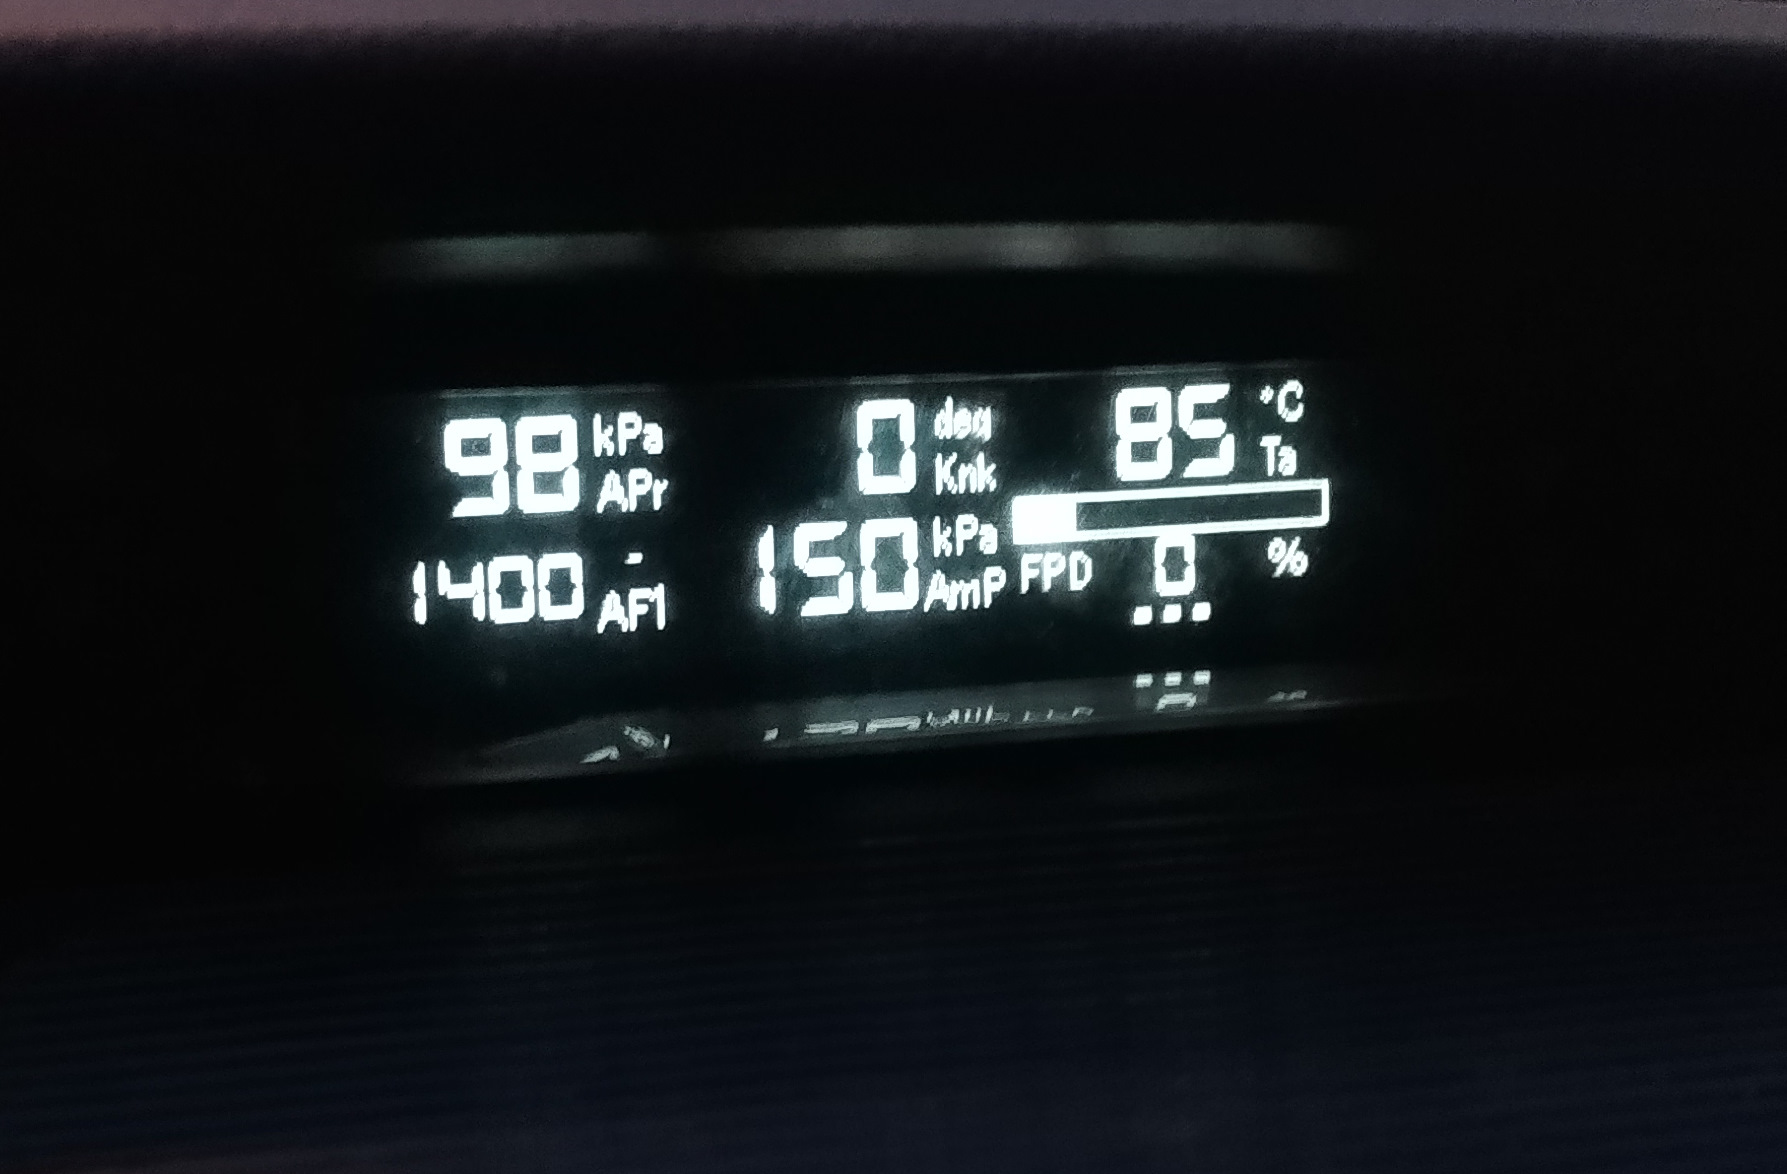 98 kPa APr
0 deg Knk
85 °C Ta
1400 - AF1
150 kPa AmP
FPD 0 %